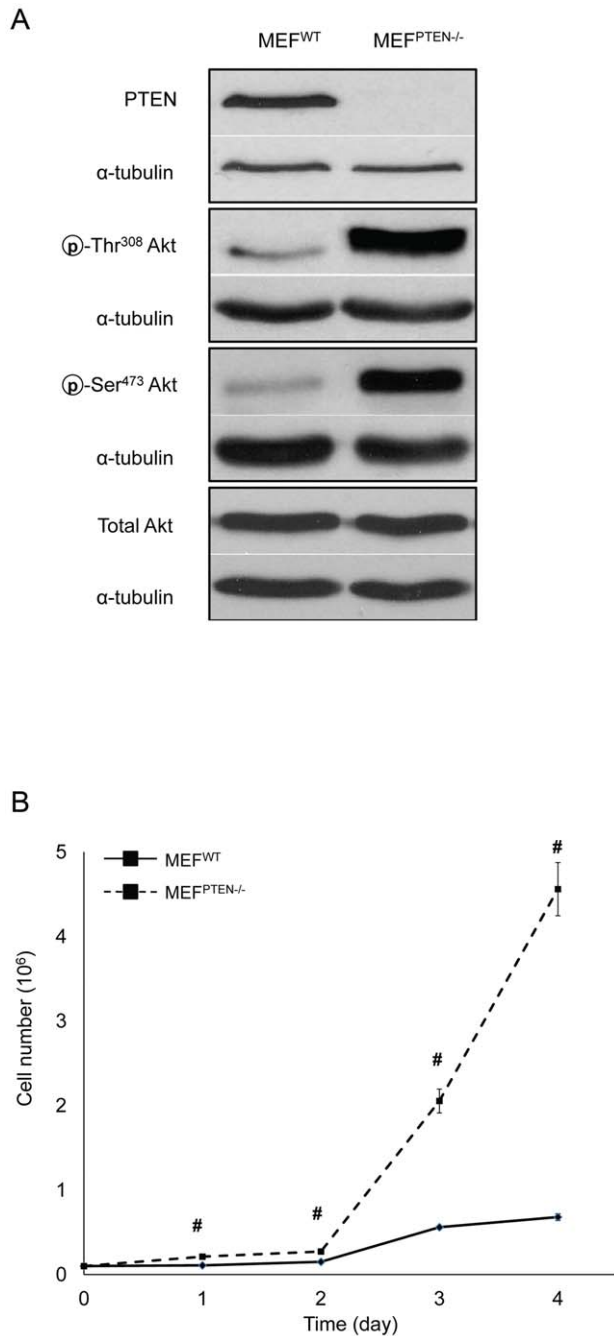 A
MEFWT MEFPTEN-/-
PTEN
α-tubulin
ⓟ-Thr308 Akt
α-tubulin
ⓟ-Ser473 Akt
α-tubulin
Total Akt
α-tubulin
B
MEFWT
MEFPTEN-/-
Cell number (10⁶)
5
4
3
2
1
0
# # # #
0 1 2 3 4
Time (day)